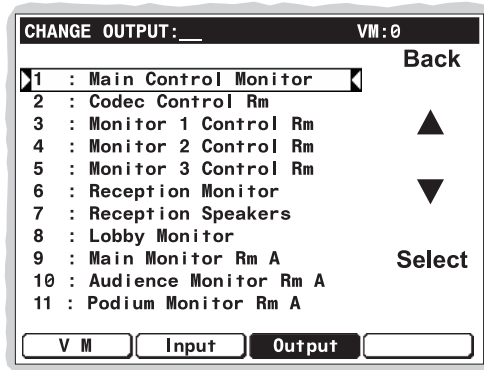 CHANGE OUTPUT:__ VM:0
Back
1 : Main Control Monitor
2 : Codec Control Rm
3 : Monitor 1 Control Rm
4 : Monitor 2 Control Rm
5 : Monitor 3 Control Rm
6 : Reception Monitor
7 : Reception Speakers
8 : Lobby Monitor
9 : Main Monitor Rm A
Select
10 : Audience Monitor Rm A
11 : Podium Monitor Rm A
V M Input Output